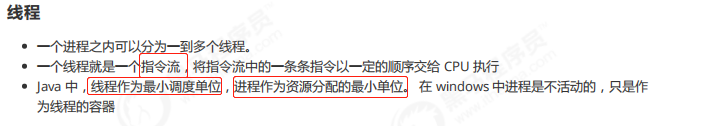 线程
一个进程之内可以分为一到多个线程。
一个线程就是一个指令流，将指令流中的一条条指令以一定的顺序交给 CPU 执行
Java 中，线程作为最小调度单位，进程作为资源分配的最小单位。 在 windows 中进程是不活动的，只是作
为线程的容器